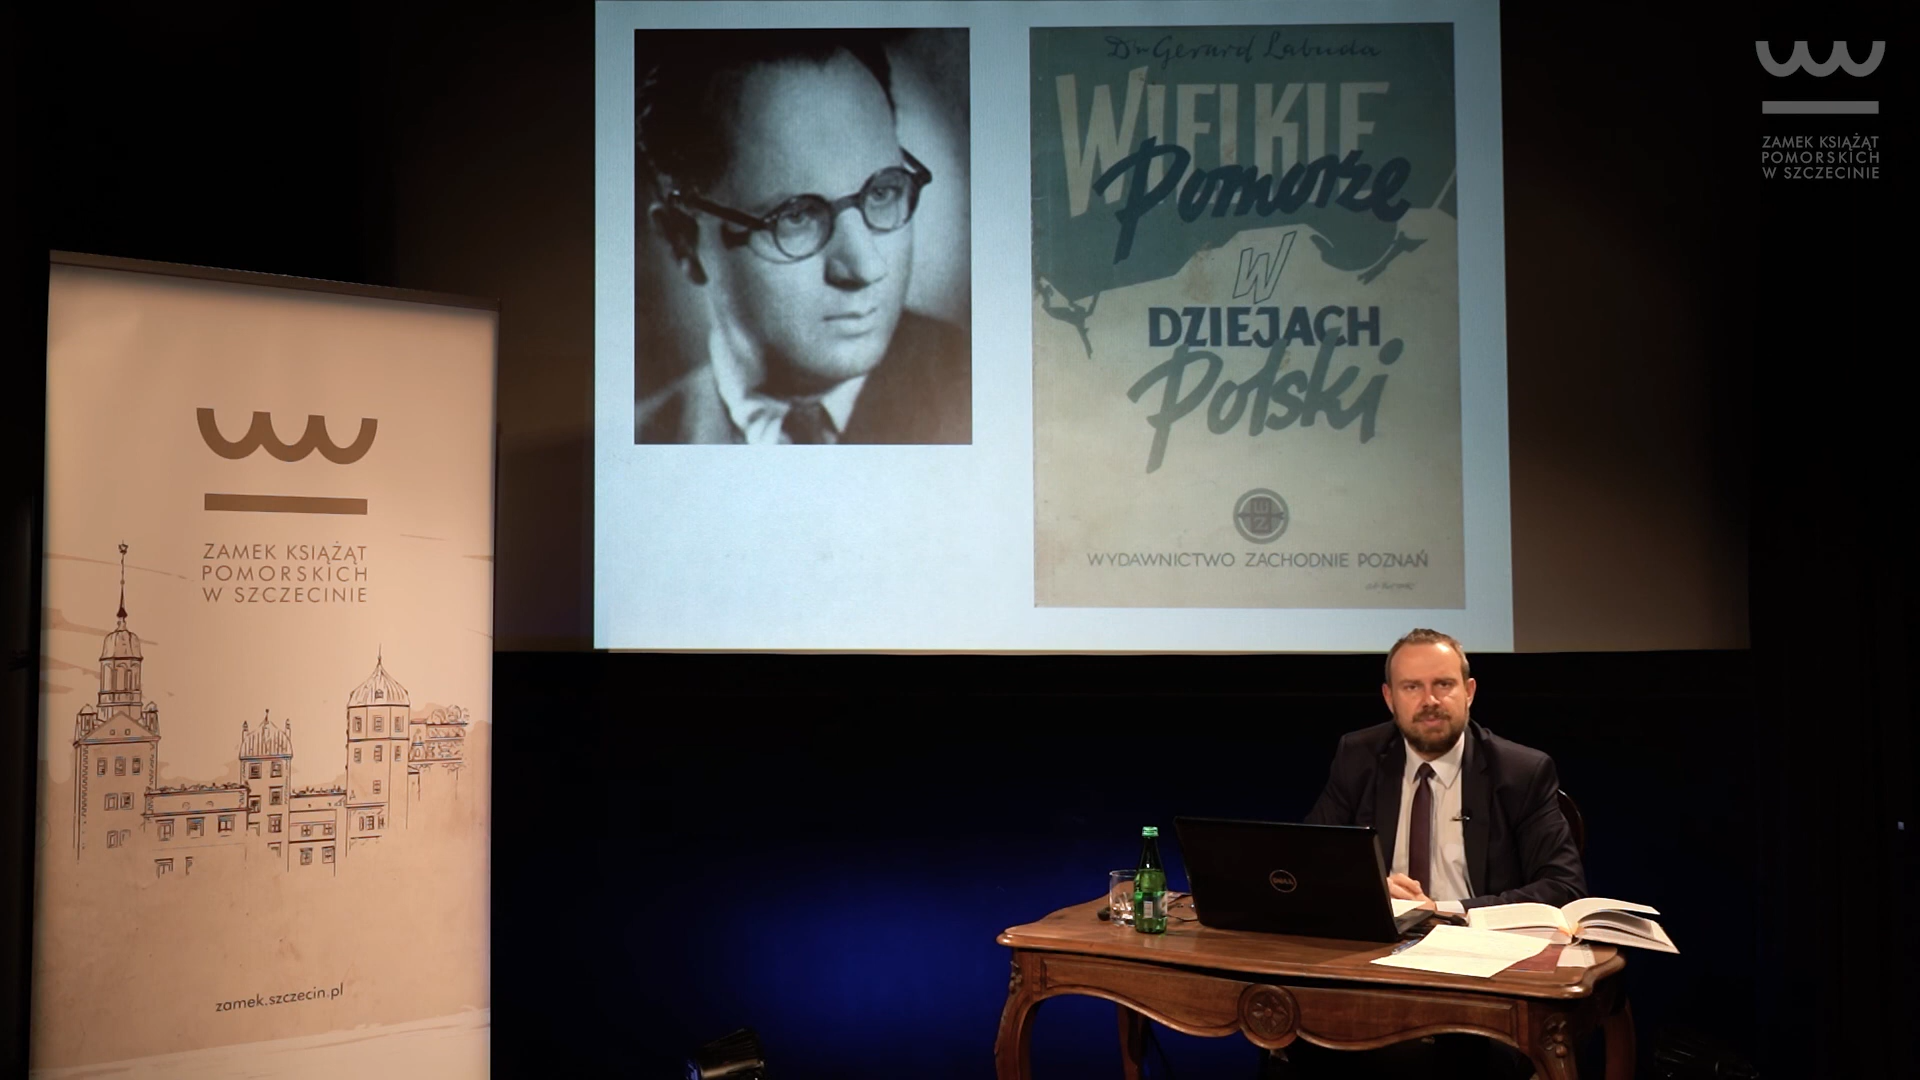 Dr Gerard Labuda
WIELKIE
Pomorze
W
DZIEJACH
Polski
WZ
WYDAWNICTWO ZACHODNIE POZNAŃ
ZAMEK KSIĄŻĄT
POMORSKICH
W SZCZECINIE
ZAMEK KSIĄŻĄT
POMORSKICH
W SZCZECINIE
zamek.szczecin.pl
DELL